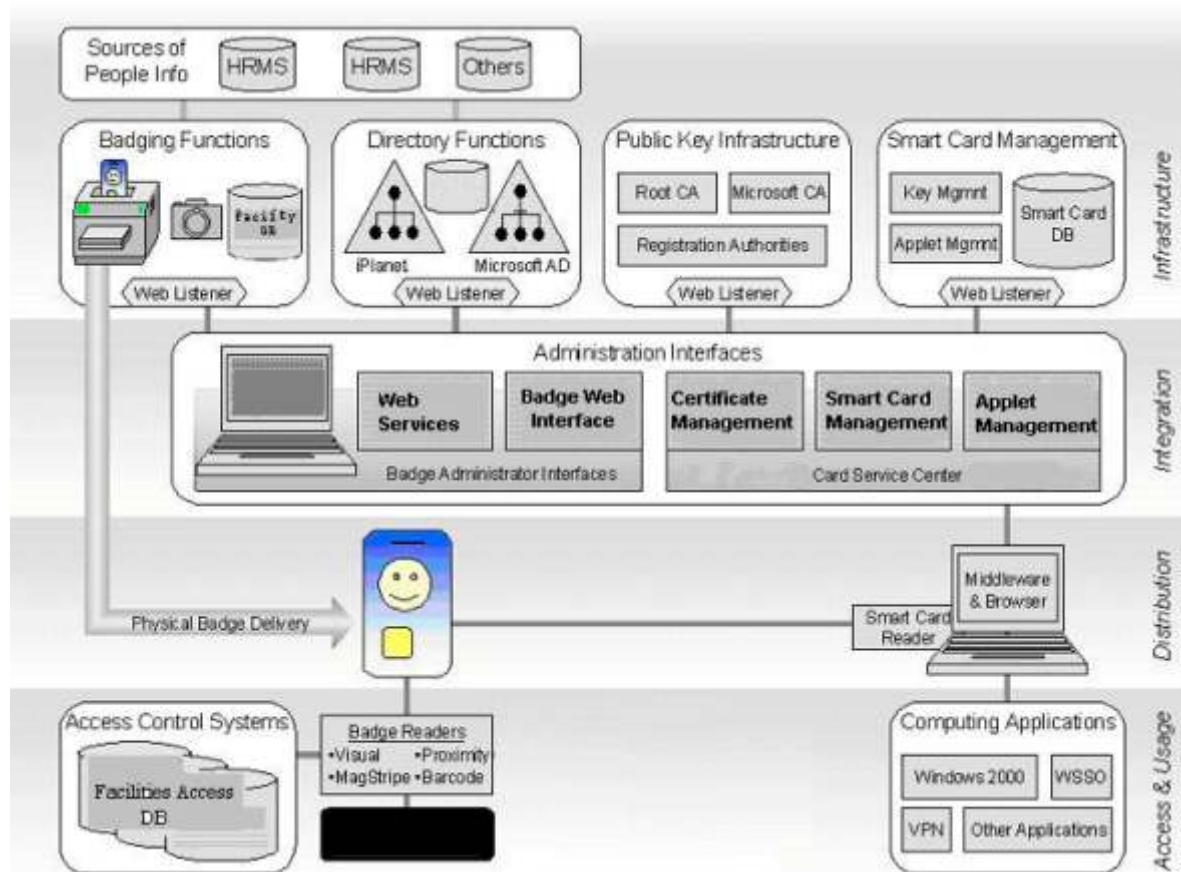 Sources of
People Info
HRMS
HRMS
Others
Badging Functions
Facility
DB
Web Listener
Directory Functions
iPlanet
Microsoft AD
Web Listener
Public Key Infrastructure
Root CA
Microsoft CA
Registration Authorities
Web Listener
Smart Card Management
Key Mgmnt
Applet Mgmnt
Smart Card
DB
Web Listener
Infrastructure
Administration Interfaces
Web
Services
Badge Web
Interface
Badge Administrator Interfaces
Certificate
Management
Smart Card
Management
Applet
Management
Card Service Center
Integration
Physical Badge Delivery
Smart Card
Reader
Middleware
& Browser
Distribution
Access Control Systems
Facilities Access
DB
Badge Readers
•Visual •Proximity
•MagStripe •Barcode
Computing Applications
Windows 2000
WSSO
VPN
Other Applications
Access & Usage